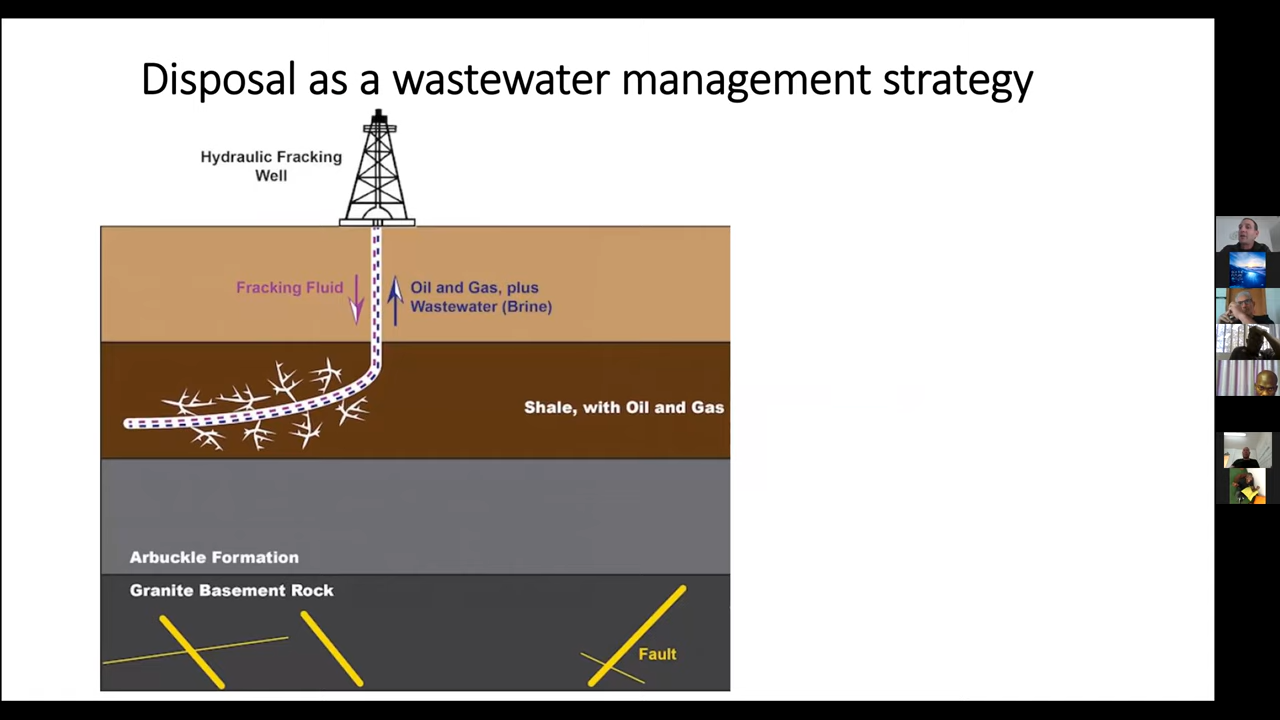 Disposal as a wastewater management strategy
Hydraulic Fracking
Well
Fracking Fluid
Oil and Gas, plus
Wastewater (Brine)
Shale, with Oil and Gas
Arbuckle Formation
Granite Basement Rock
Fault